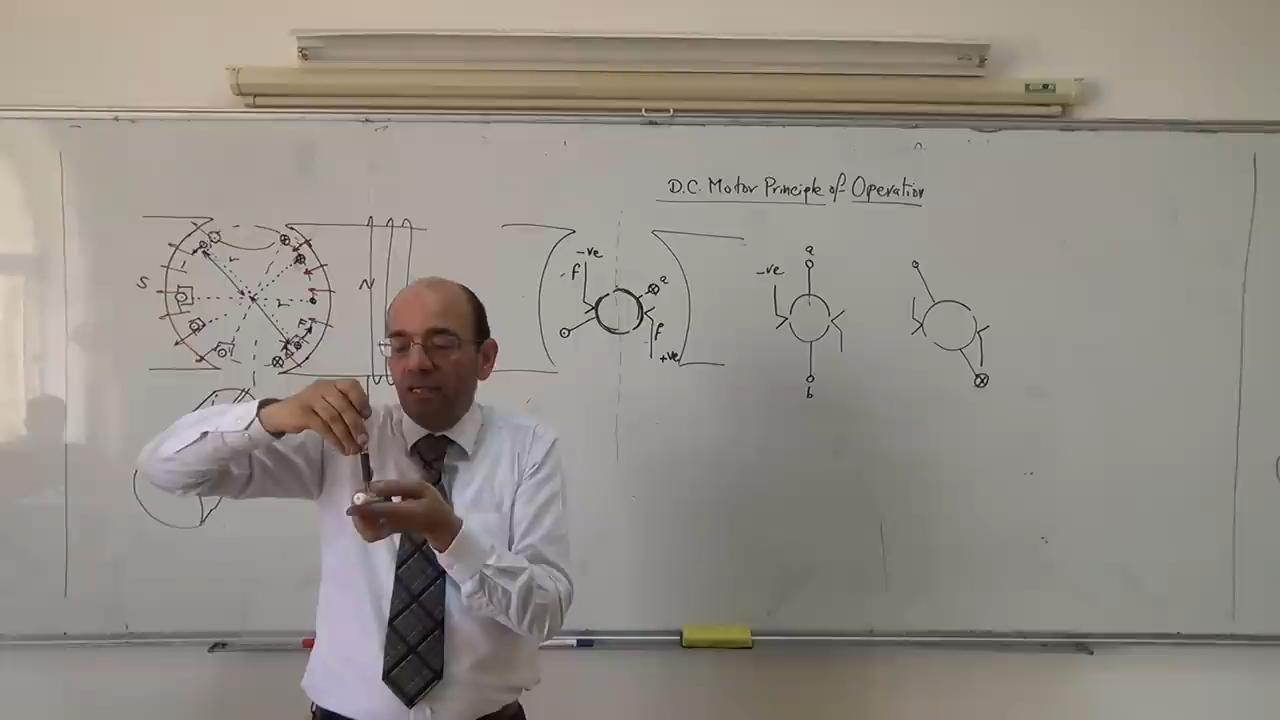 D.C. Motor Principle of Operation
S
r
r
F
N
-ve
f
a
f
+ve
-ve
a
b